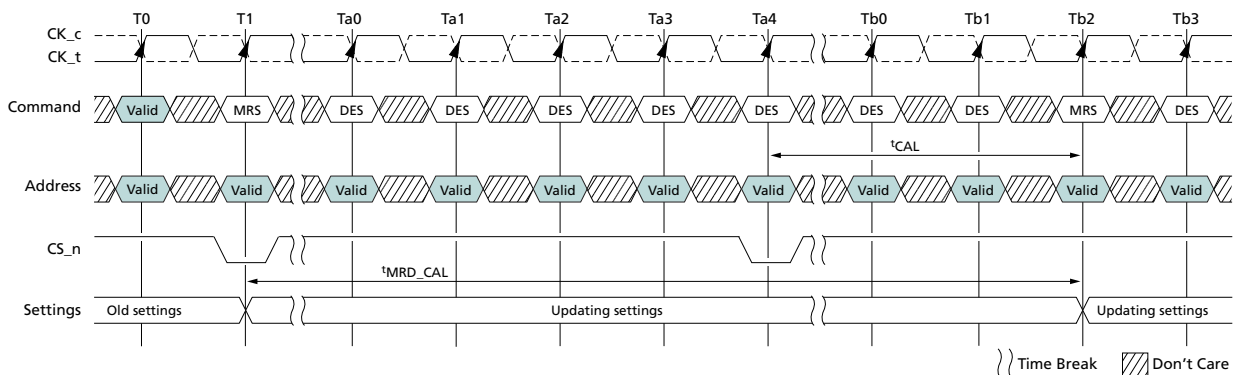 T0 T1 Ta0 Ta1 Ta2 Ta3 Ta4 Tb0 Tb1 Tb2 Tb3
CK_c
CK_t
Command Valid MRS DES DES DES DES DES DES DES MRS DES
tCAL
Address Valid Valid Valid Valid Valid Valid Valid Valid Valid Valid Valid
CS_n
tMRD_CAL
Settings Old settings Updating settings Updating settings
Time Break Don't Care